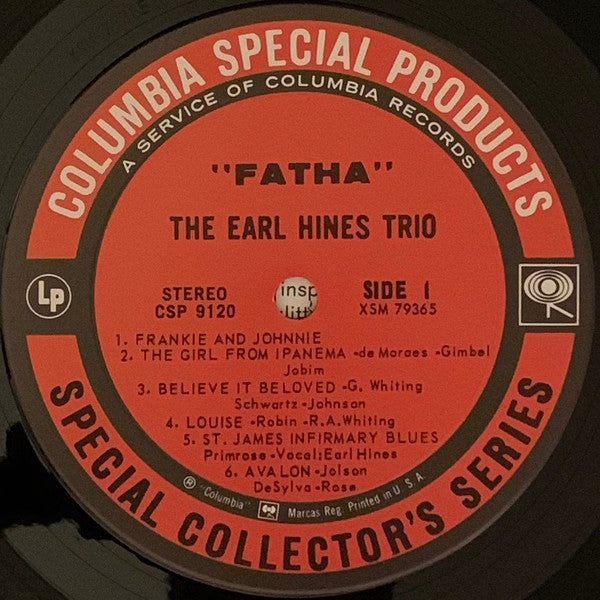 COLUMBIA SPECIAL PRODUCTS
A SERVICE OF COLUMBIA RECORDS
"FATHA"
THE EARL HINES TRIO
LP
STEREO
CSP 9120
insp
litt
SIDE 1
XSM 79365
1. FRANKIE AND JOHNNIE
2. THE GIRL FROM IPANEMA -de Moraes -Gimbel
Jobim
3. BELIEVE IT BELOVED -G. Whiting
Schwartz -Johnson
4. LOUISE -Robin -R.A. Whiting
5. ST. JAMES INFIRMARY BLUES
Primrose -Vocal: Earl Hines
6. AVALON -Jolson
DeSylva -Rose
® "Columbia" Marcas Reg. Printed in U.S.A.
SPECIAL COLLECTOR'S SERIES